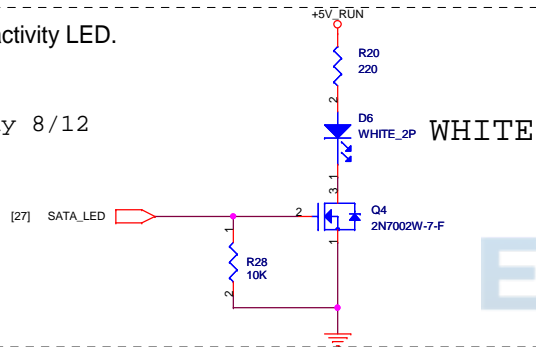 +5V_RUN
activity LED.
R20
220
2
y 8/12
D6
WHITE_2P
WHITE
1
3
[27] SATA_LED
2
Q4
2N7002W-7-F
1
1
R28
10K
2
E